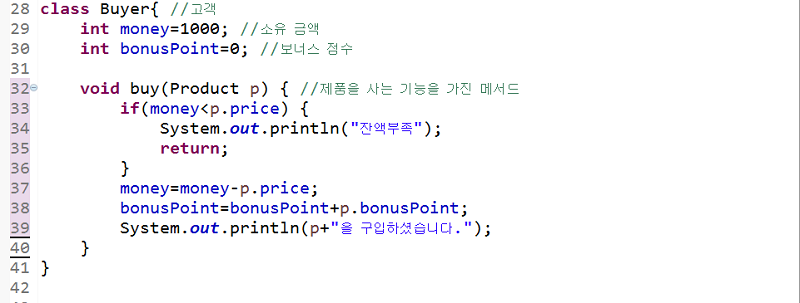 28 class Buyer{ //고객
29     int money=1000; //소유 금액
30     int bonusPoint=0; //보너스 점수
31
32     void buy(Product p) { //제품을 사는 기능을 가진 메서드
33         if(money<p.price) {
34             System.out.println("잔액부족");
35             return;
36         }
37         money=money-p.price;
38         bonusPoint=bonusPoint+p.bonusPoint;
39         System.out.println(p+"을 구입하셨습니다.");
40     }
41 }
42